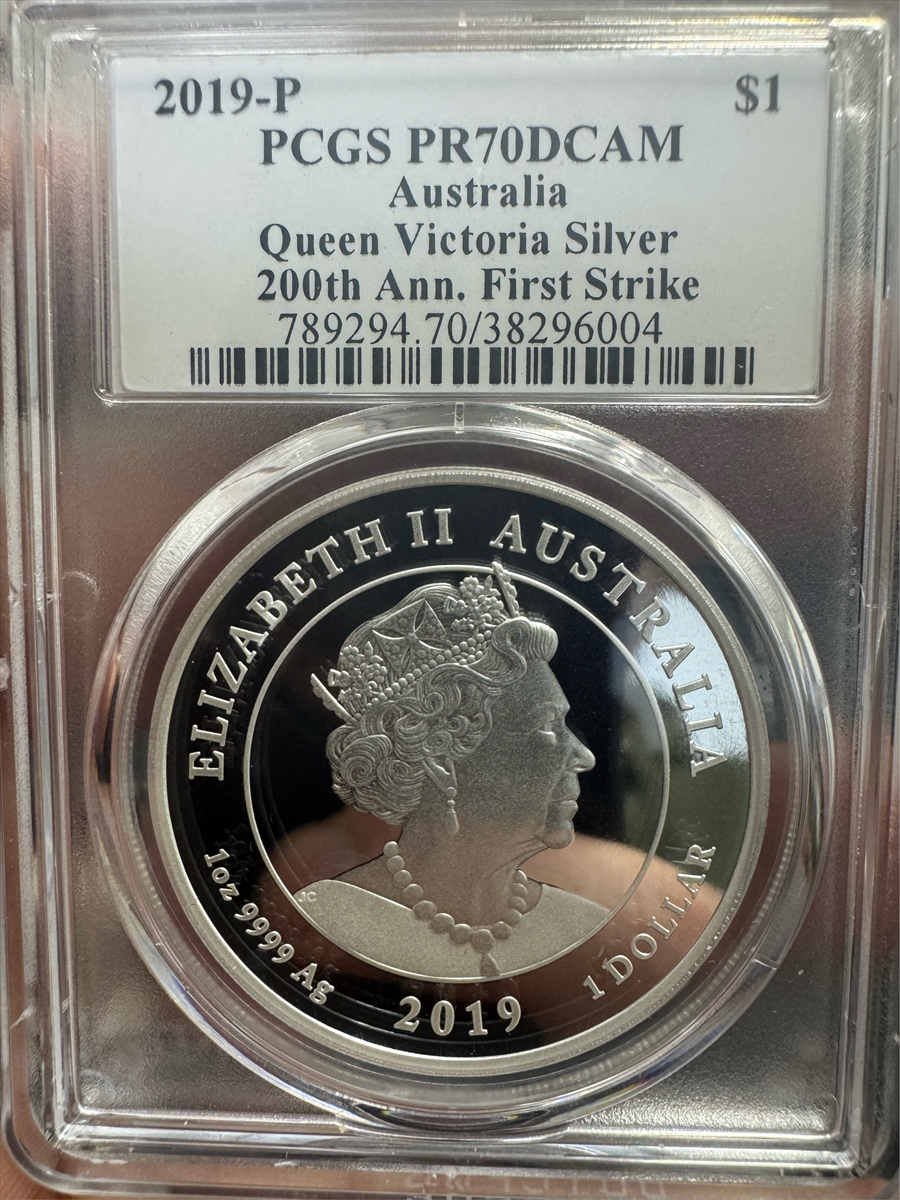 2019-P $1
PCGS PR70DCAM
Australia
Queen Victoria Silver
200th Ann. First Strike
789294.70/38296004
ELIZABETH II AUSTRALIA
JC
1oz 9999 Ag 2019 1 DOLLAR